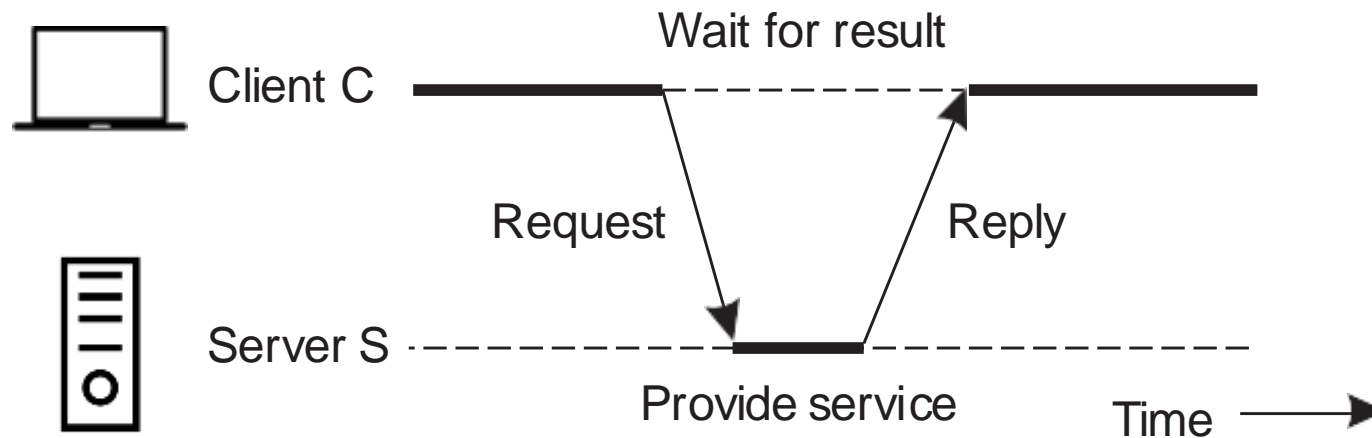 Wait for result
Client C
Request
Reply
Server S
Provide service
Time